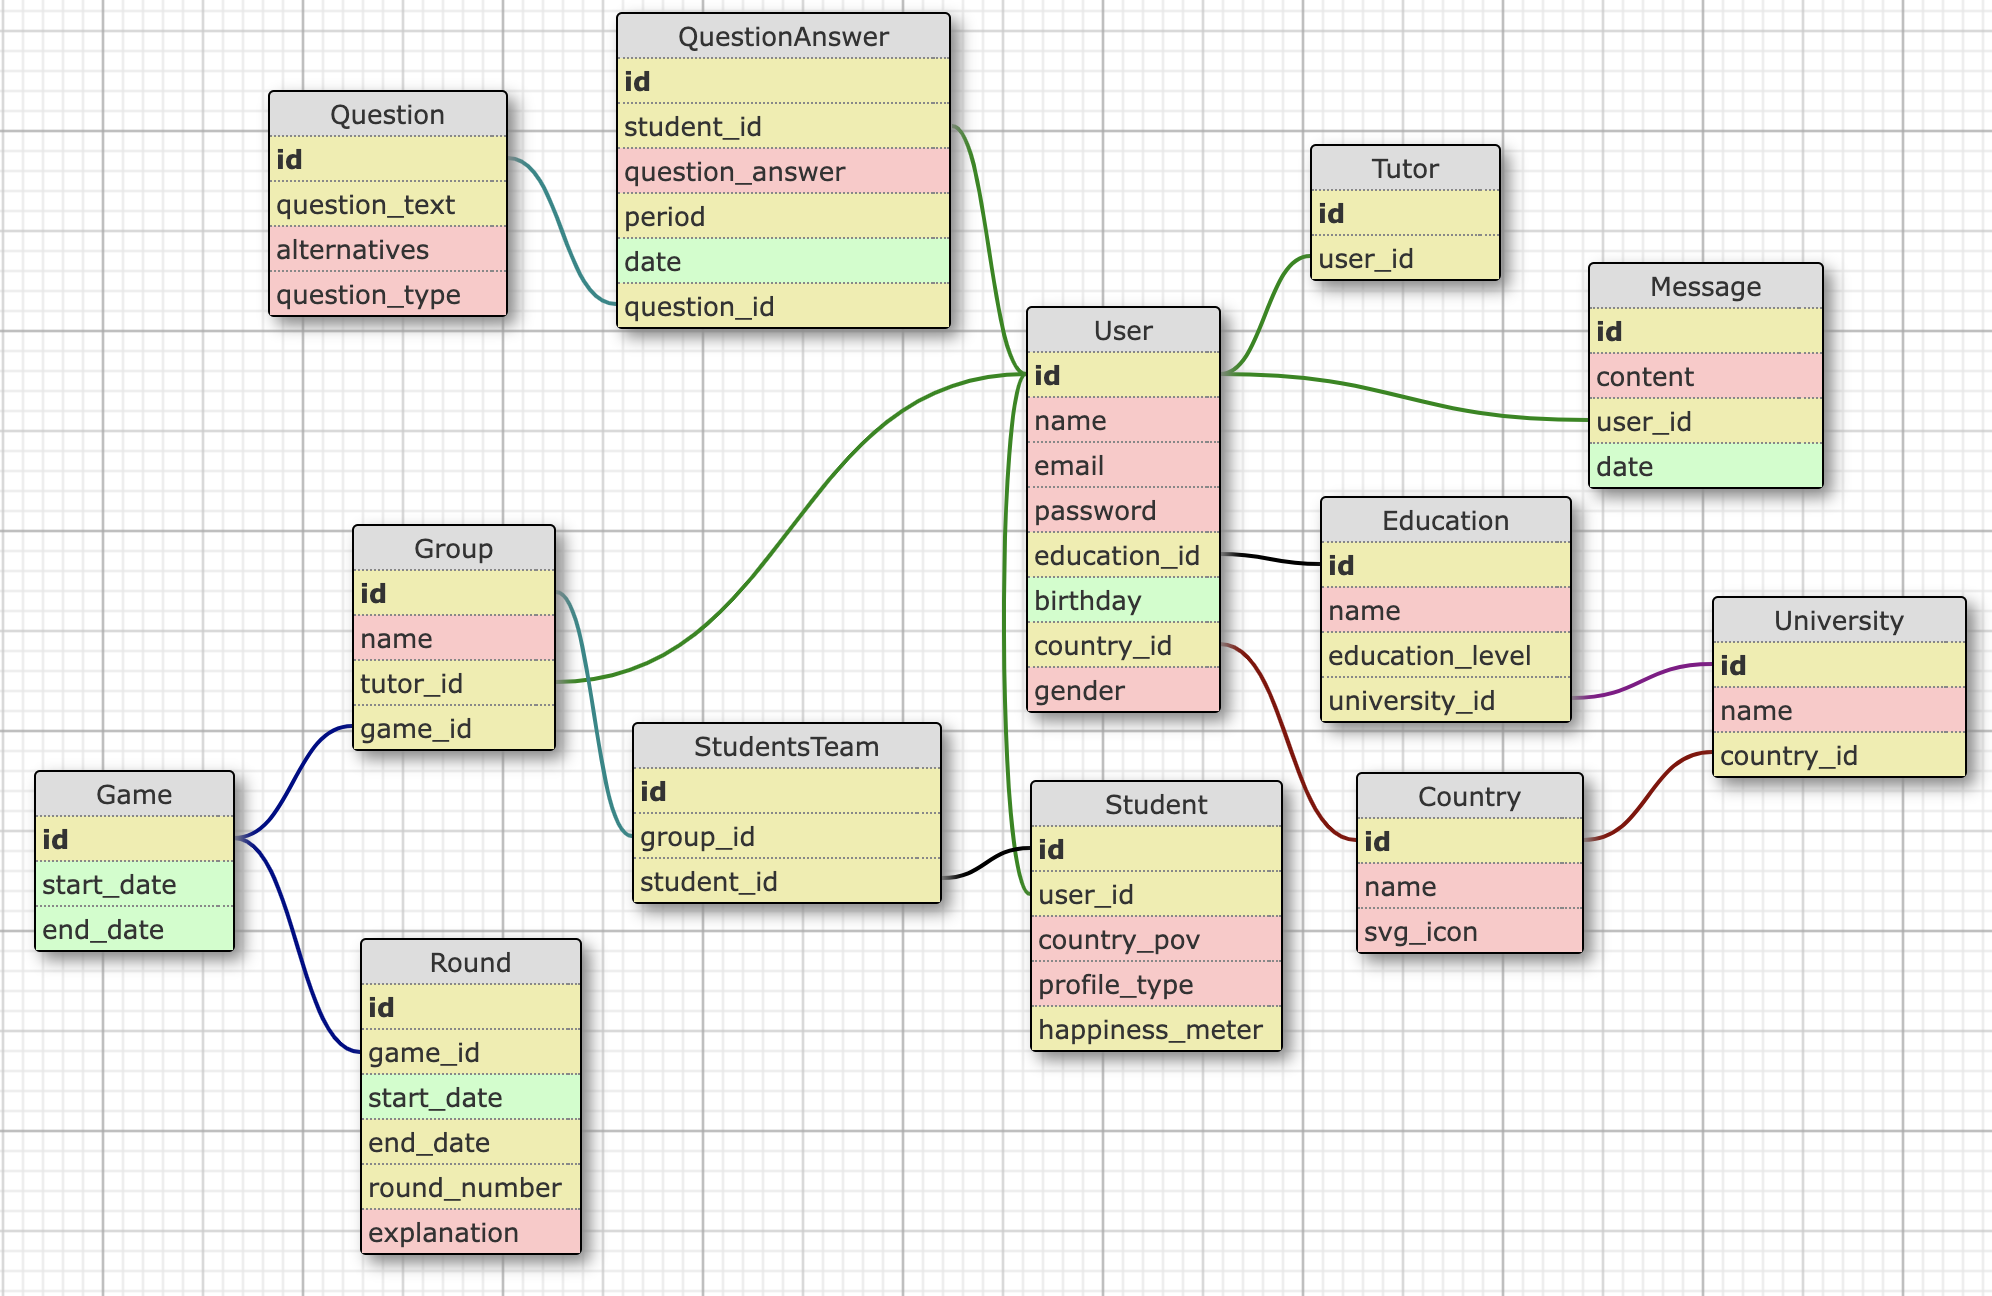 QuestionAnswer
id
student_id
question_answer
period
date
question_id
Question
id
question_text
alternatives
question_type
Tutor
id
user_id
Message
id
content
user_id
date
User
id
name
email
password
education_id
birthday
country_id
gender
Education
id
name
education_level
university_id
University
id
name
country_id
Group
id
name
tutor_id
game_id
StudentsTeam
id
group_id
student_id
Game
id
start_date
end_date
Student
id
user_id
country_pov
profile_type
happiness_meter
Country
id
name
svg_icon
Round
id
game_id
start_date
end_date
round_number
explanation